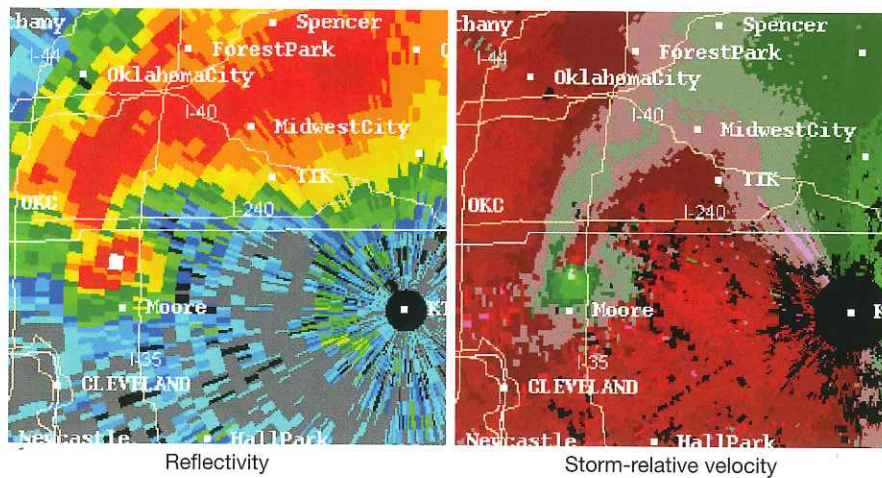 thany
Spencer
I-44
ForestPark
OklahomaCity
I-40
MidwestCity
TIK
OKC
I-240
Moore
I-35
CLEVELAND
Newcastle
HallPark
Reflectivity
thany
Spencer
I-44
ForestPark
OklahomaCity
I-40
MidwestCity
TIK
OKC
I-240
Moore
K
I-35
CLEVELAND
Newcastle
HallPark
Storm-relative velocity